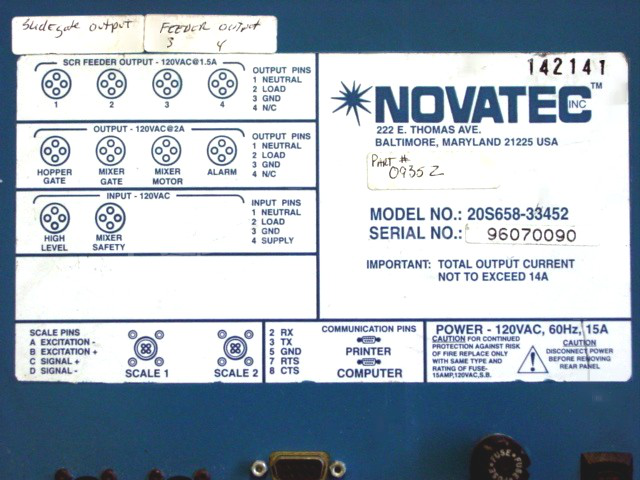 Slidegate output
FEEDER OUTPUT
3 4
SCR FEEDER OUTPUT - 120VAC@1.5A
1 2 3 4
OUTPUT PINS
1 NEUTRAL
2 LOAD
3 GND
4 N/C
OUTPUT - 120VAC@2A
HOPPER GATE
MIXER GATE
MIXER MOTOR
ALARM
OUTPUT PINS
1 NEUTRAL
2 LOAD
3 GND
4 N/C
INPUT - 120VAC
HIGH LEVEL
MIXER SAFETY
INPUT PINS
1 NEUTRAL
2 LOAD
3 GND
4 SUPPLY
142141
NOVATEC INC ™
222 E. THOMAS AVE.
BALTIMORE, MARYLAND 21225 USA
PART #
09352
MODEL NO.: 20S658-33452
SERIAL NO.: 96070090
IMPORTANT: TOTAL OUTPUT CURRENT
NOT TO EXCEED 14A
SCALE PINS
A EXCITATION -
B EXCITATION +
C SIGNAL +
D SIGNAL -
SCALE 1
SCALE 2
COMMUNICATION PINS
2 RX
3 TX
5 GND
7 RTS
8 CTS
PRINTER
COMPUTER
POWER - 120VAC, 60Hz, 15A
CAUTION FOR CONTINUED
PROTECTION AGAINST RISK
OF FIRE REPLACE ONLY
WITH SAME TYPE AND
RATING OF FUSE-
15AMP,120VAC,S.B.
CAUTION
DISCONNECT POWER
BEFORE REMOVING
REAR PANEL
FUSE